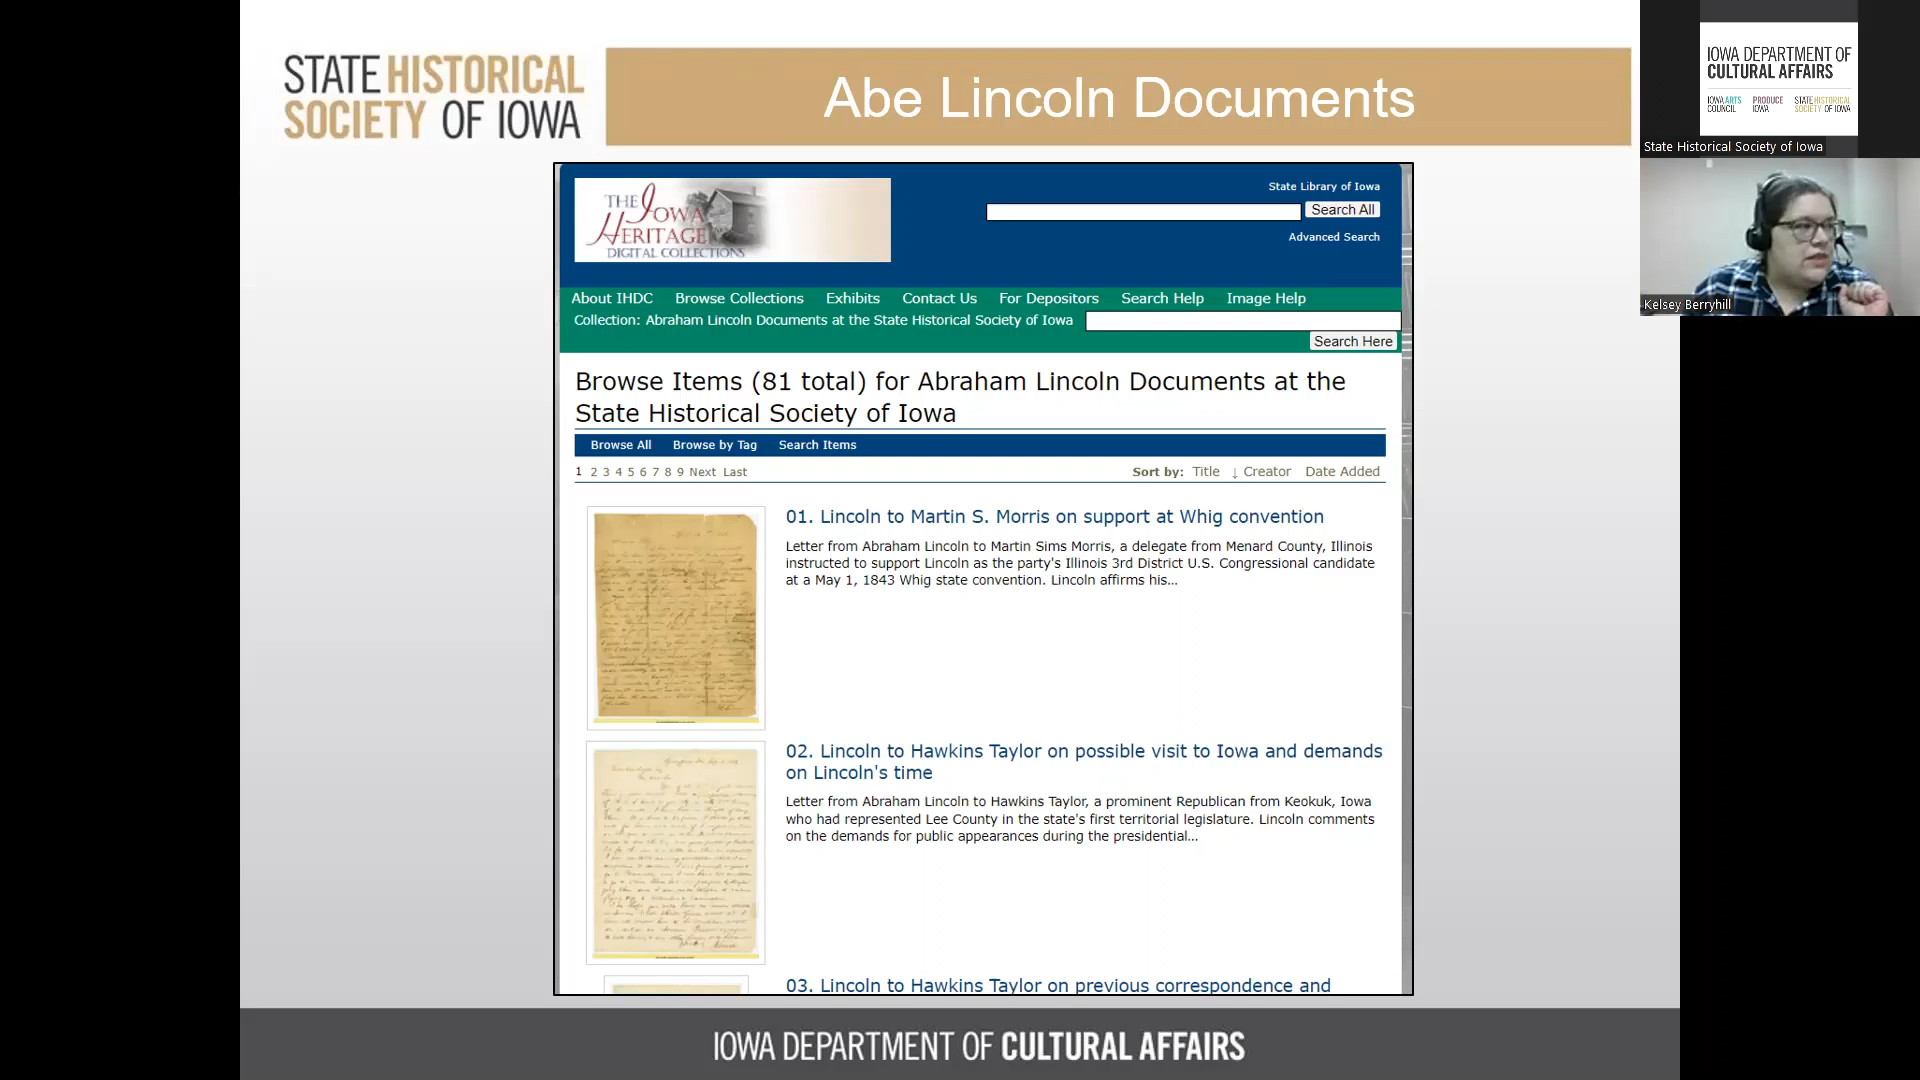 STATE HISTORICAL
SOCIETY OF IOWA
Abe Lincoln Documents
IOWA DEPARTMENT OF
CULTURAL AFFAIRS
IOWA ARTS
COUNCIL
PRODUCE
IOWA
STATE HISTORICAL
SOCIETY OF IOWA
State Historical Society of Iowa
Kelsey Berryhill
THE IOWA
HERITAGE
DIGITAL COLLECTIONS
State Library of Iowa
Search All
Advanced Search
About IHDC Browse Collections Exhibits Contact Us For Depositors Search Help Image Help
Collection: Abraham Lincoln Documents at the State Historical Society of Iowa
Search Here
Browse Items (81 total) for Abraham Lincoln Documents at the
State Historical Society of Iowa
Browse All Browse by Tag Search Items
1 2 3 4 5 6 7 8 9 Next Last Sort by: Title ↓ Creator Date Added
01. Lincoln to Martin S. Morris on support at Whig convention
Letter from Abraham Lincoln to Martin Sims Morris, a delegate from Menard County, Illinois
instructed to support Lincoln as the party's Illinois 3rd District U.S. Congressional candidate
at a May 1, 1843 Whig state convention. Lincoln affirms his...
02. Lincoln to Hawkins Taylor on possible visit to Iowa and demands
on Lincoln's time
Letter from Abraham Lincoln to Hawkins Taylor, a prominent Republican from Keokuk, Iowa
who had represented Lee County in the state's first territorial legislature. Lincoln comments
on the demands for public appearances during the presidential...
03. Lincoln to Hawkins Taylor on previous correspondence and
IOWA DEPARTMENT OF CULTURAL AFFAIRS